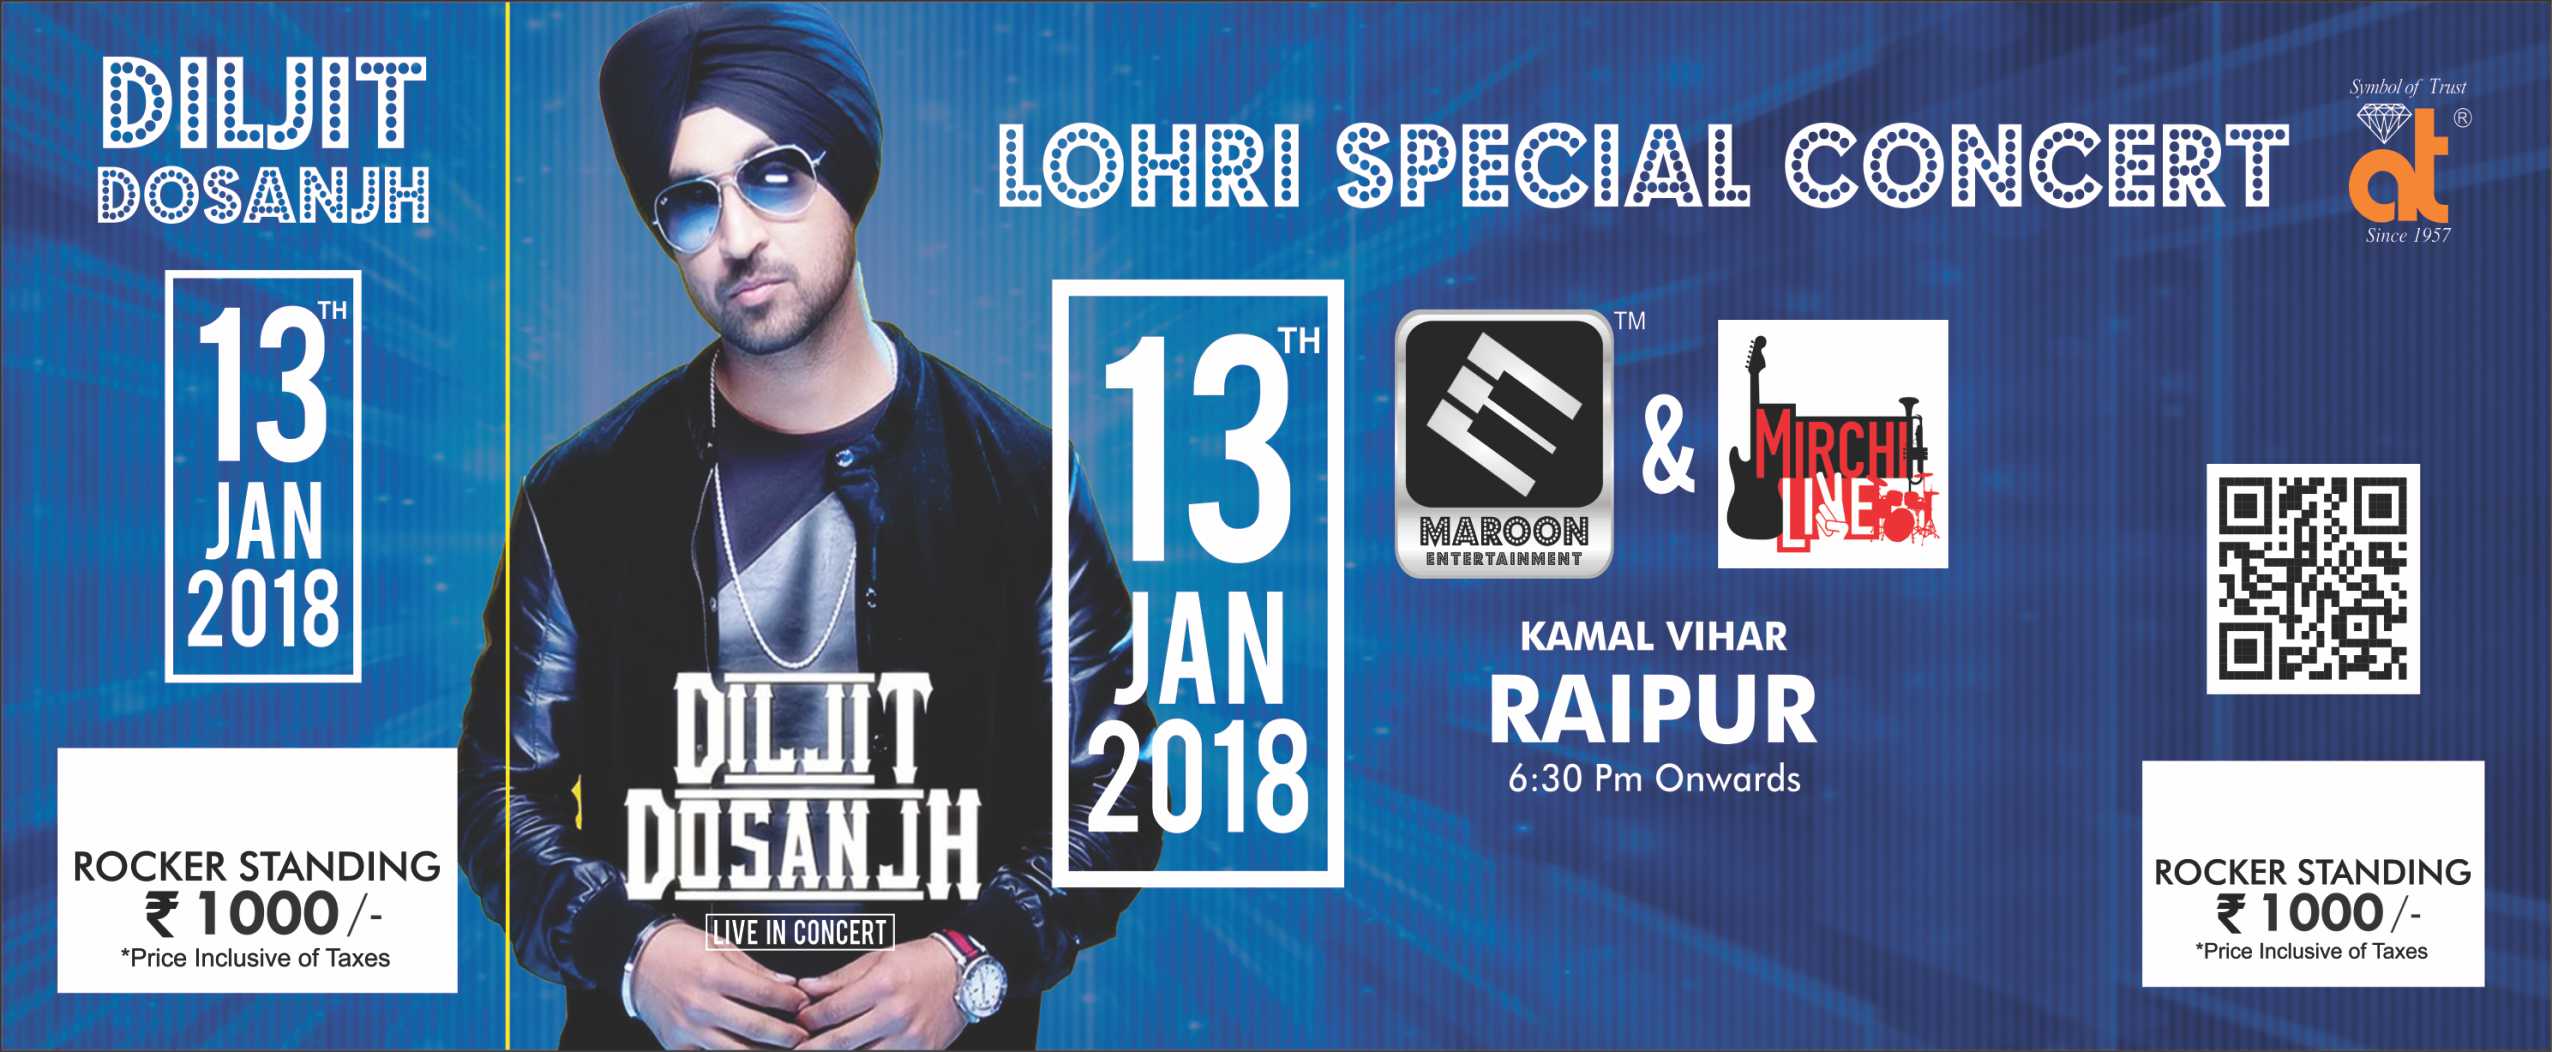 DILJIT
DOSANJH
13TH
JAN
2018
ROCKER STANDING
₹ 1000/-
*Price Inclusive of Taxes
DILJIT
DOSANJH
LIVE IN CONCERT
LOHRI SPECIAL CONCERT
Symbol of Trust
at®
Since 1957
13TH
JAN
2018
MAROON
ENTERTAINMENT
TM
&
MIRCHI
LINE
KAMAL VIHAR
RAIPUR
6:30 Pm Onwards
ROCKER STANDING
₹ 1000/-
*Price Inclusive of Taxes